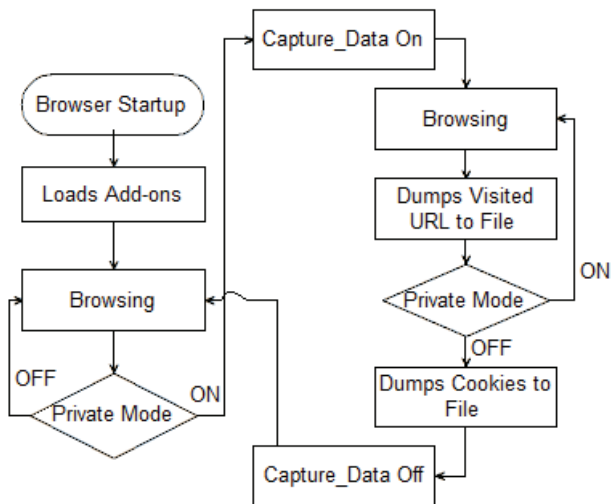 Capture_Data On
Browser Startup
Browsing
Loads Add-ons
Dumps Visited
URL to File
ON
Browsing
Private Mode
OFF
OFF
ON
Dumps Cookies to
File
Private Mode
Capture_Data Off